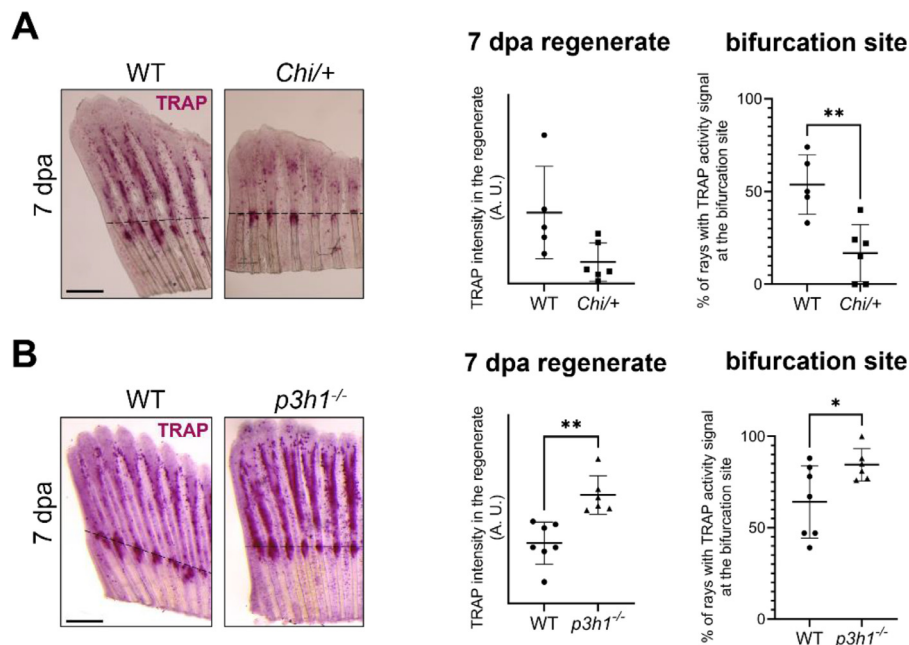 A
WT
Chi/+
TRAP
7 dpa
7 dpa regenerate
TRAP intensity in the regenerate
(A. U.)
WT
Chi/+
bifurcation site
% of rays with TRAP activity signal
at the bifurcation site
100
50
0
**
WT
Chi/+
B
WT
p3h1-/-
TRAP
7 dpa
7 dpa regenerate
TRAP intensity in the regenerate
(A. U.)
**
WT
p3h1-/-
bifurcation site
% of rays with TRAP activity signal
at the bifurcation site
100
50
0
*
WT
p3h1-/-